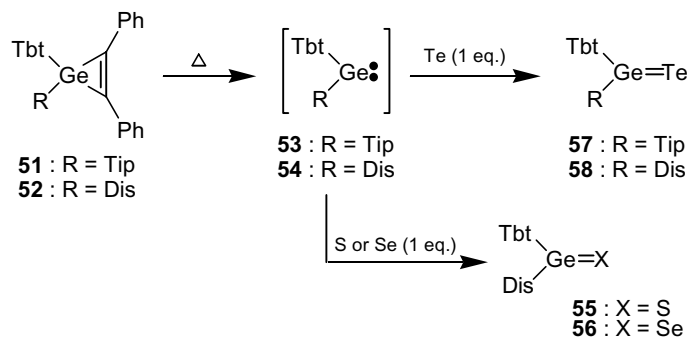 Tbt
Ge
R
Ph
Ph
51 : R = Tip
52 : R = Dis
△
Tbt
Ge:
R
53 : R = Tip
54 : R = Dis
Te (1 eq.)
Tbt
Ge=Te
R
57 : R = Tip
58 : R = Dis
S or Se (1 eq.)
Tbt
Ge=X
Dis
55 : X = S
56 : X = Se